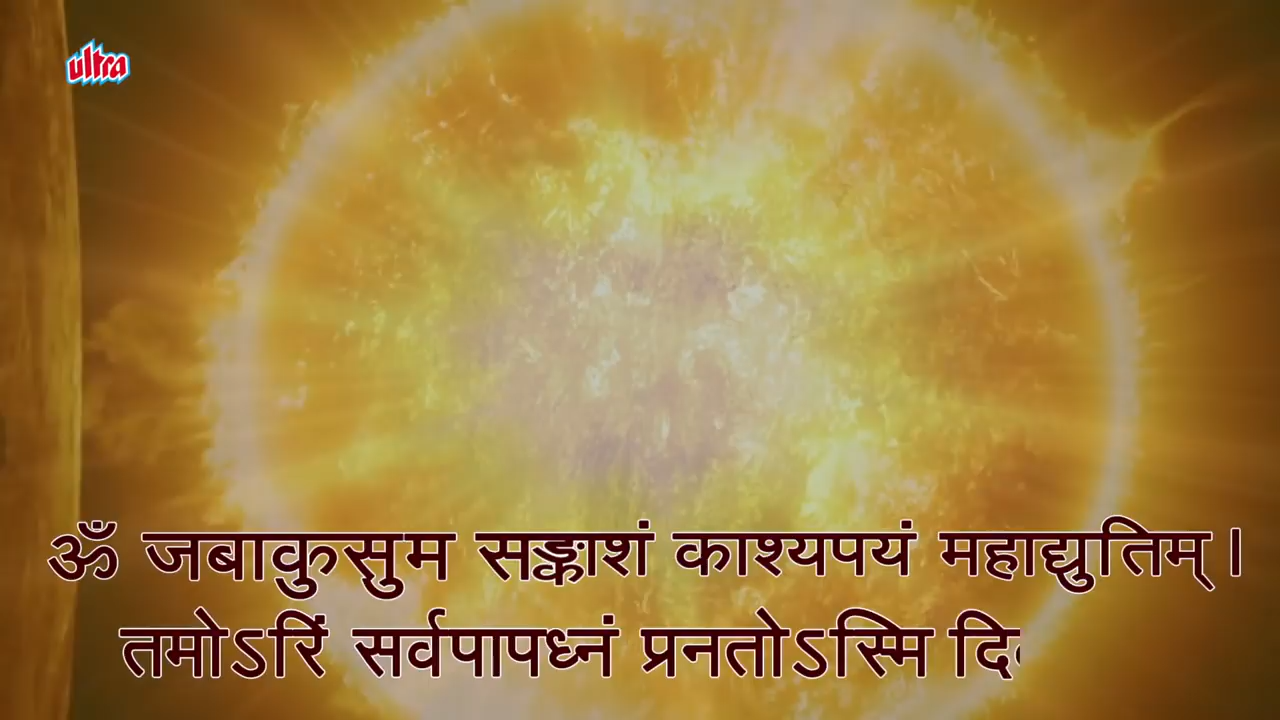 ultra
ॐ जबाकुसुम सङ्काशं काश्यपयं महाद्युतिम्।
तमोऽरिं सर्वपापध्नं प्रनतोऽस्मि